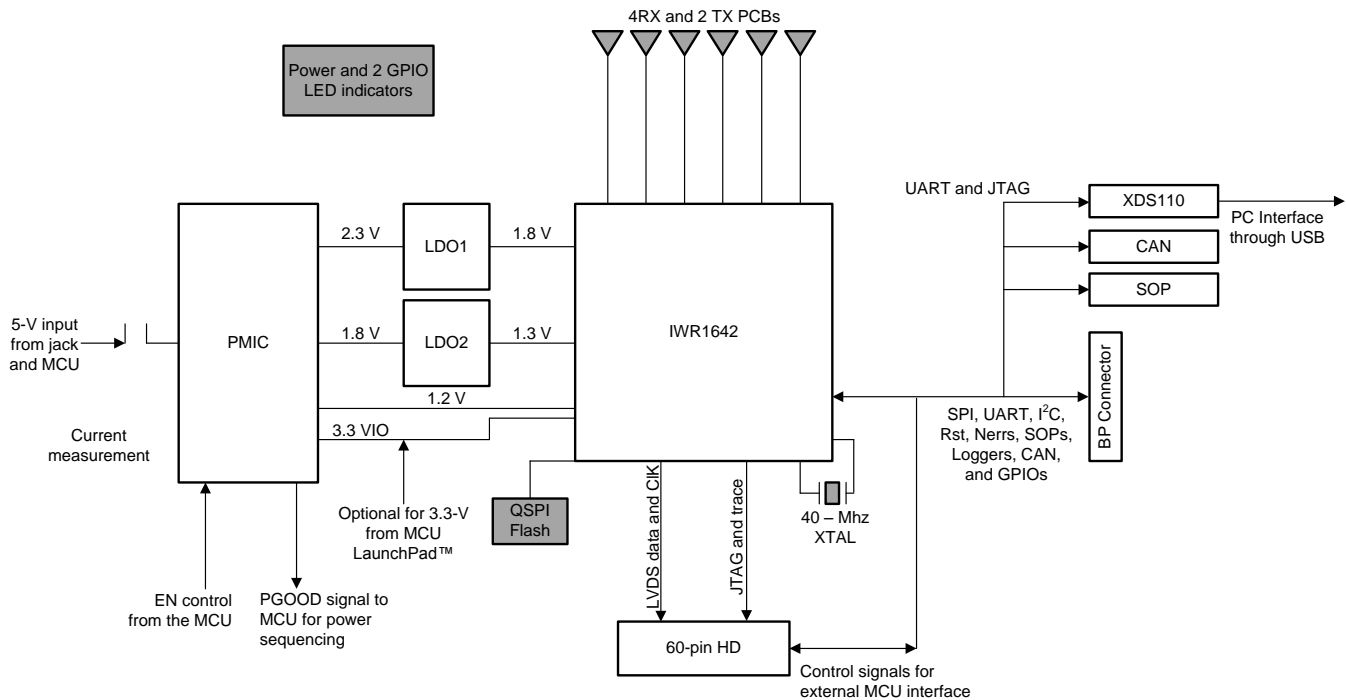 4RX and 2 TX PCBs
Power and 2 GPIO
LED indicators
UART and JTAG
XDS110
PC Interface
through USB
CAN
SOP
2.3 V
LDO1
1.8 V
5-V input
from jack
and MCU
PMIC
1.8 V
LDO2
1.3 V
IWR1642
1.2 V
3.3 VIO
Current
measurement
BP Connector
SPI, UART, I²C,
Rst, Nerrs, SOPs,
Loggers, CAN,
and GPIOs
QSPI
Flash
LVDS data and ClK
JTAG and trace
40 – Mhz
XTAL
Optional for 3.3-V
from MCU
LaunchPad™
EN control
from the MCU
PGOOD signal to
MCU for power
sequencing
60-pin HD
Control signals for
external MCU interface